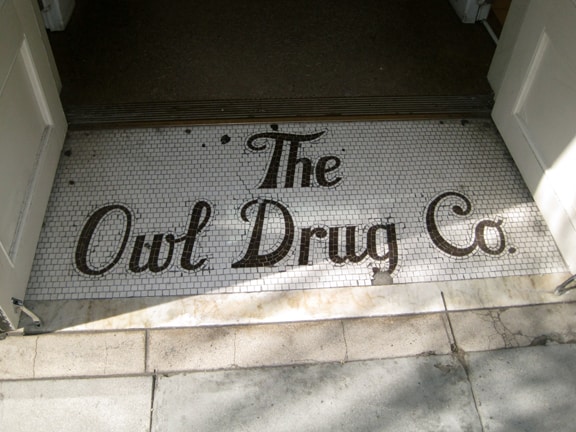 The
Owl Drug Co.